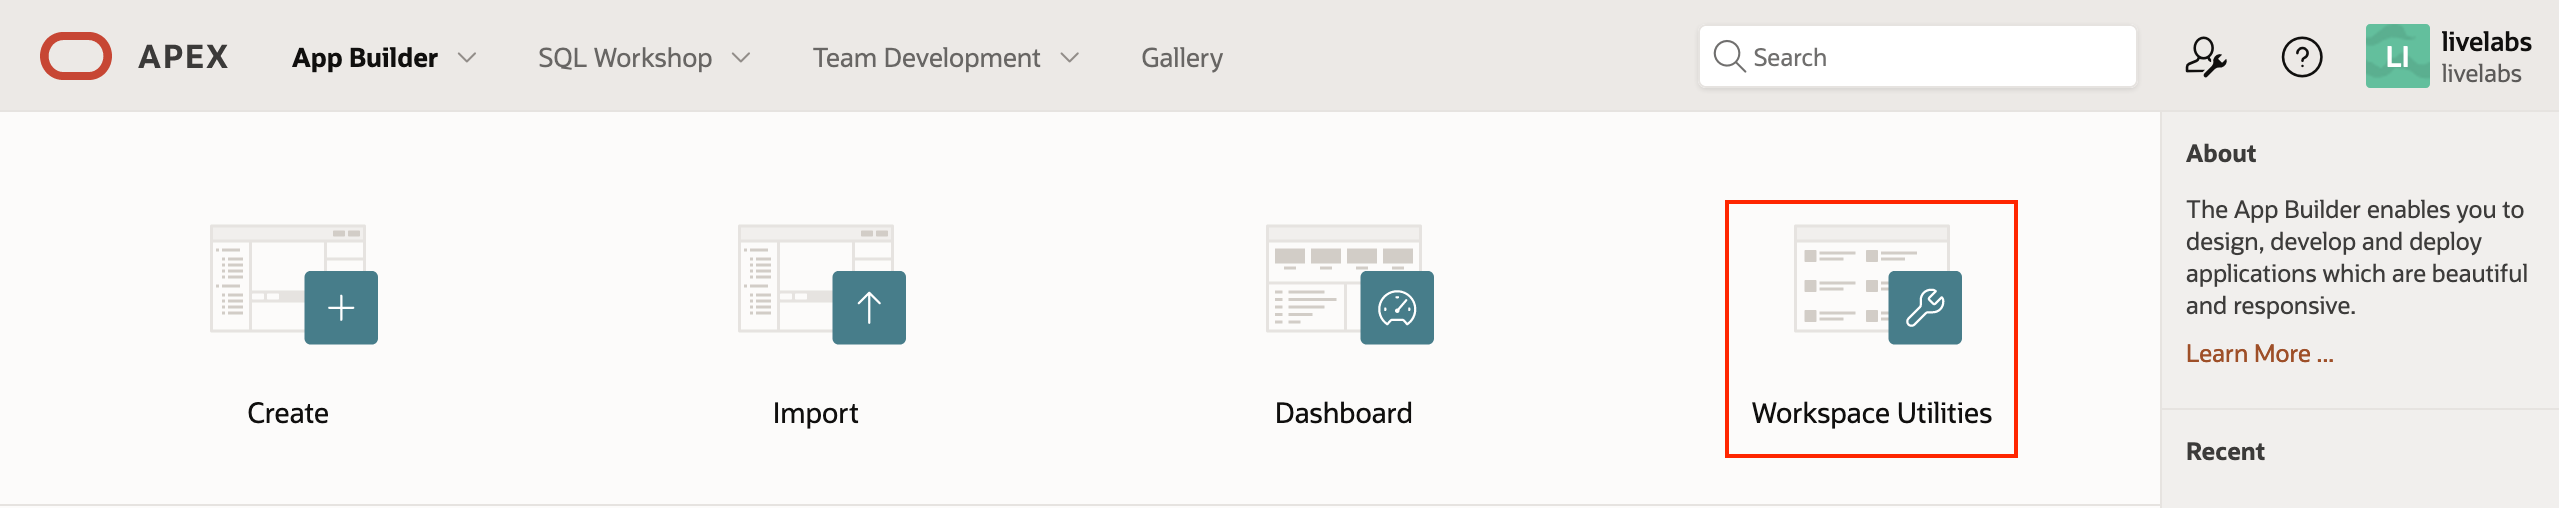 APEX
App Builder
SQL Workshop
Team Development
Gallery
Search
?
LI
livelabs
livelabs
Create
Import
Dashboard
Workspace Utilities
About
The App Builder enables you to
design, develop and deploy
applications which are beautiful
and responsive.
Learn More ...
Recent